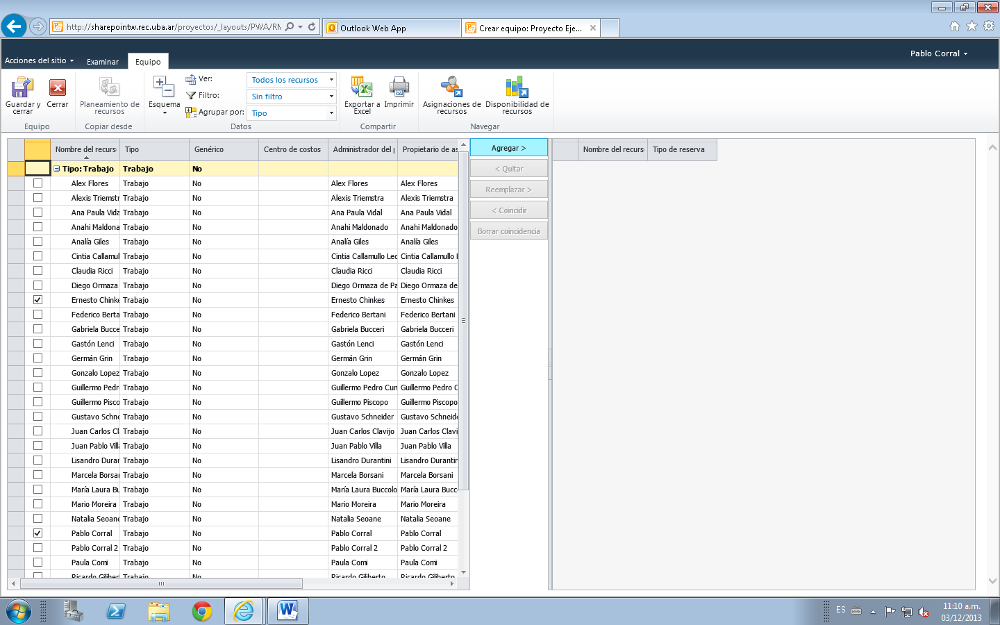 http://sharepointw.rec.uba.ar/proyectos/_layouts/PWA/RM
Outlook Web App
Crear equipo: Proyecto Eje...
Acciones del sitio
Examinar
Equipo
Pablo Corral
Guardar y cerrar
Cerrar
Equipo
Planeamiento de recursos
Copiar desde
Esquema
Ver: Todos los recursos
Filtro: Sin filtro
Agrupar por: Tipo
Datos
Exportar a Excel
Imprimir
Compartir
Asignaciones de recursos
Disponibilidad de recursos
Navegar
Nombre del recurs Tipo Genérico Centro de costos Administrador del p Propietario de as
Tipo: Trabajo Trabajo No
Alex Flores Trabajo No Alex Flores Alex Flores
Alexis Triemstr Trabajo No Alexis Triemstra Alexis Triemstra
Ana Paula Vida Trabajo No Ana Paula Vidal Ana Paula Vidal
Anahi Maldona Trabajo No Anahi Maldonado Anahi Maldonado
Analía Giles Trabajo No Analía Giles Analía Giles
Cintia Callamull Trabajo No Cintia Callamullo Leo Cintia Callamullo L
Claudia Ricci Trabajo No Claudia Ricci Claudia Ricci
Diego Ormaza Trabajo No Diego Ormaza de Pa Diego Ormaza de
Ernesto Chinke Trabajo No Ernesto Chinkes Ernesto Chinkes
Federico Berta Trabajo No Federico Bertani Federico Bertani
Gabriela Bucce Trabajo No Gabriela Bucceri Gabriela Bucceri
Gastón Lenci Trabajo No Gastón Lenci Gastón Lenci
Germán Grin Trabajo No Germán Grin Germán Grin
Gonzalo Lopez Trabajo No Gonzalo Lopez Gonzalo Lopez
Guillermo Pedr Trabajo No Guillermo Pedro Cun Guillermo Pedro C
Guillermo Pisco Trabajo No Guillermo Piscopo Guillermo Piscopo
Gustavo Schne Trabajo No Gustavo Schneider Gustavo Schneide
Juan Carlos Cl Trabajo No Juan Carlos Clavijo Juan Carlos Clavij
Juan Pablo Vill Trabajo No Juan Pablo Villa Juan Pablo Villa
Lisandro Duran Trabajo No Lisandro Durantini Lisandro Durantin
Marcela Borsan Trabajo No Marcela Borsani Marcela Borsani
María Laura Bu Trabajo No María Laura Buccolo María Laura Bucc
Mario Moreira Trabajo No Mario Moreira Mario Moreira
Natalia Seoane Trabajo No Natalia Seoane Natalia Seoane
Pablo Corral Trabajo No Pablo Corral Pablo Corral
Pablo Corral 2 Trabajo No Pablo Corral 2 Pablo Corral 2
Paula Comi Trabajo No Paula Comi Paula Comi
Ricardo Giliber Trabajo No Ricardo Giliberto Ricardo Giliberto
Agregar >
< Quitar
Reemplazar >
< Coincidir
Borrar coincidencia
Nombre del recurs Tipo de reserva
ES
11:10 a.m.
03/12/2013